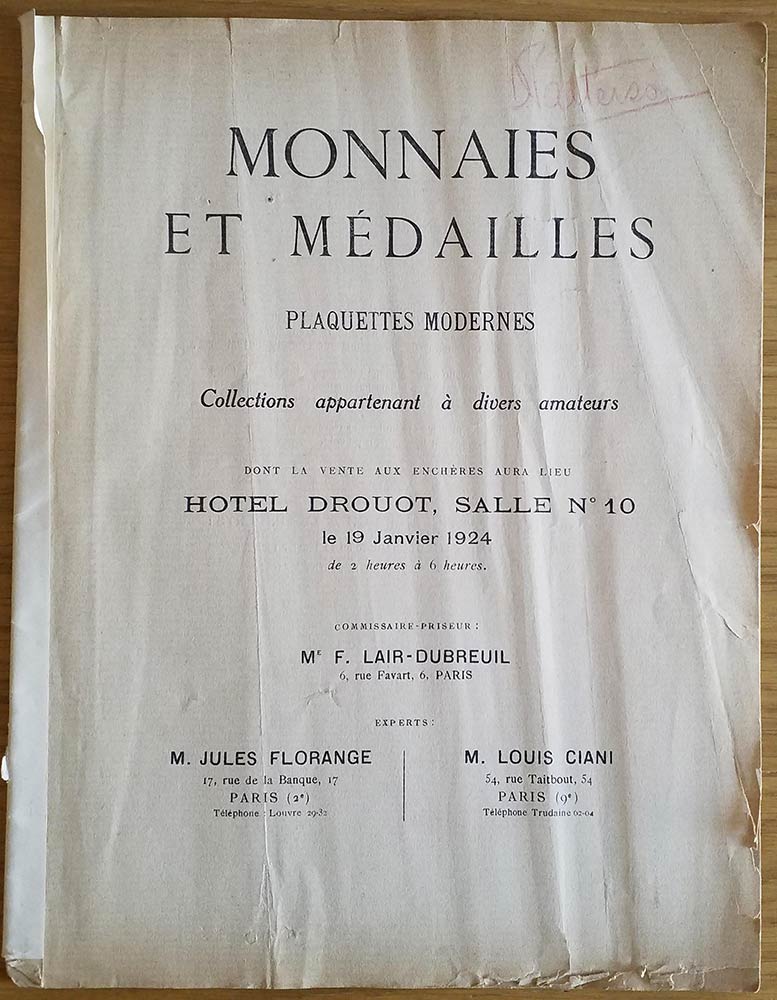 MONNAIES
ET MÉDAILLES
PLAQUETTES MODERNES
Collections appartenant à divers amateurs
DONT LA VENTE AUX ENCHÈRES AURA LIEU
HOTEL DROUOT, SALLE N° 10
le 19 Janvier 1924
de 2 heures à 6 heures.
COMMISSAIRE-PRISEUR :
Mᴱ F. LAIR-DUBREUIL
6, rue Favart, 6, PARIS
EXPERTS :
M. JULES FLORANGE
17, rue de la Banque, 17
PARIS (2ᵉ)
Téléphone : Louvre 29-32
M. LOUIS CIANI
54, rue Taitbout, 54
PARIS (9ᵉ)
Téléphone Trudaine 02-04